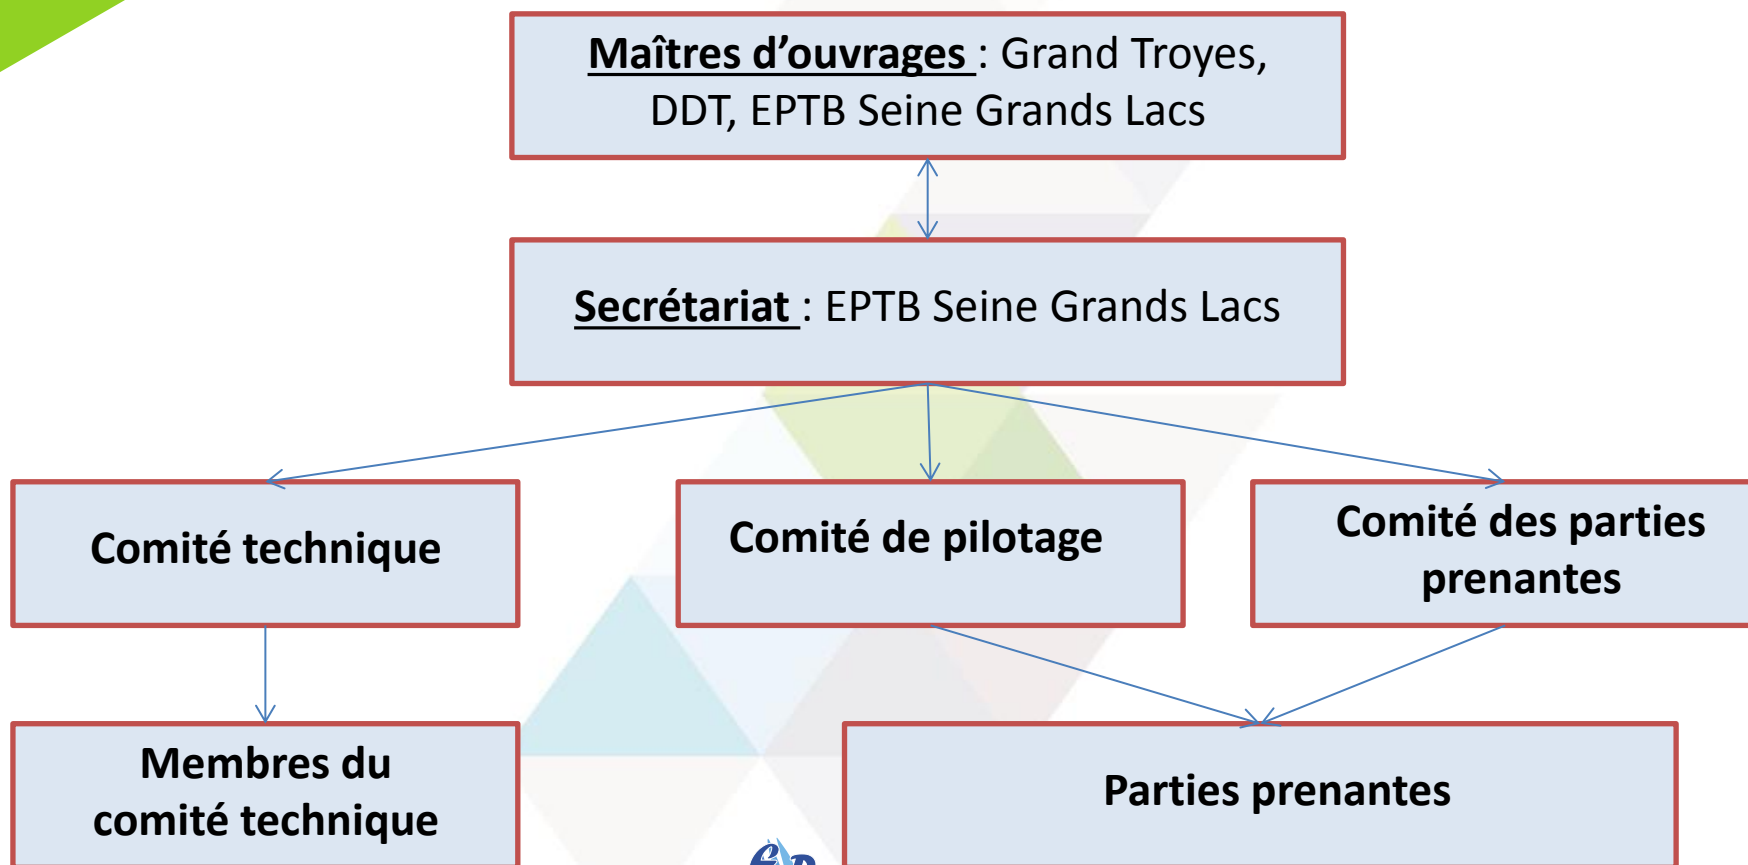 Maîtres d’ouvrages : Grand Troyes,
DDT, EPTB Seine Grands Lacs
Secrétariat : EPTB Seine Grands Lacs
Comité technique
Comité de pilotage
Comité des parties
prenantes
Membres du
comité technique
Parties prenantes